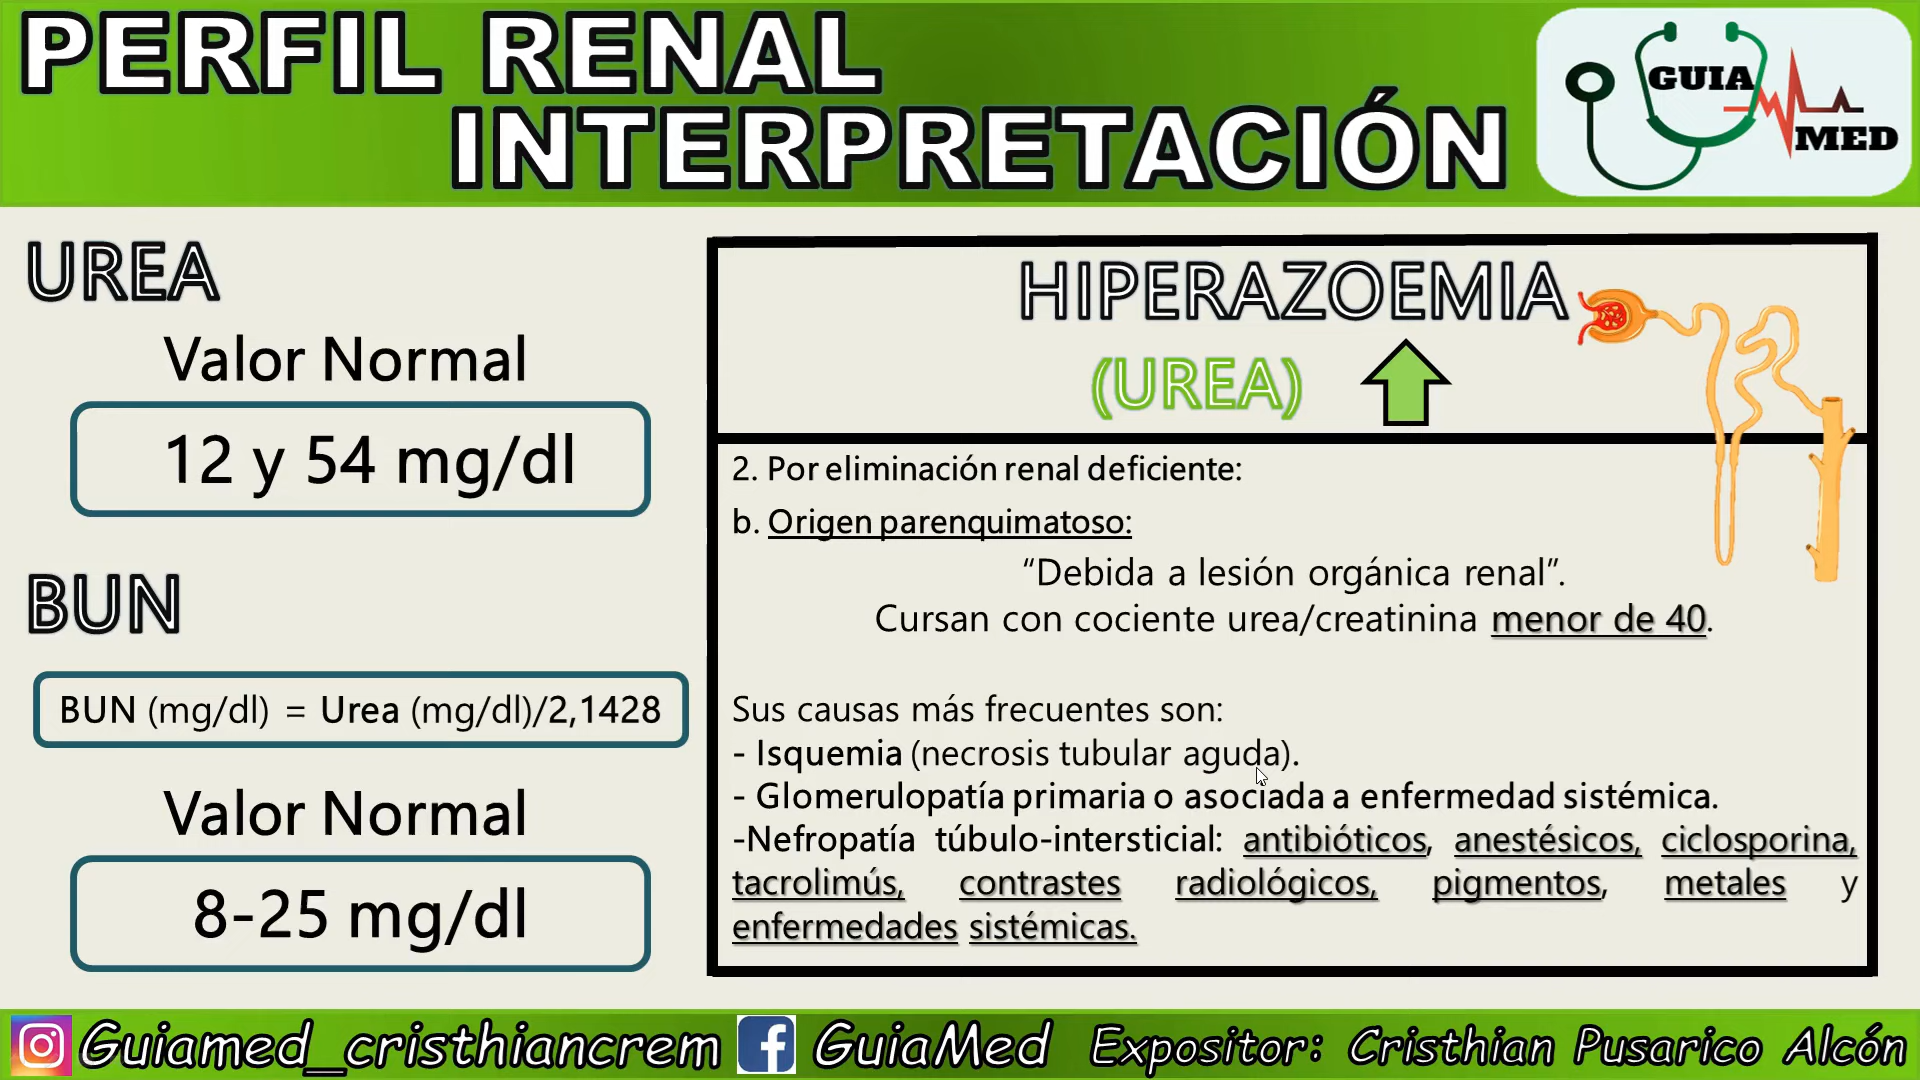 PERFIL RENAL
INTERPRETACIÓN
GUIA
MED
UREA
Valor Normal
12 y 54 mg/dl
BUN
BUN (mg/dl) = Urea (mg/dl)/2,1428
Valor Normal
8-25 mg/dl
HIPERAZOEMIA
(UREA)
2. Por eliminación renal deficiente:
b. Origen parenquimatoso:
“Debida a lesión orgánica renal”.
Cursan con cociente urea/creatinina menor de 40.
Sus causas más frecuentes son:
- Isquemia (necrosis tubular aguda).
- Glomerulopatía primaria o asociada a enfermedad sistémica.
-Nefropatía túbulo-intersticial: antibióticos, anestésicos, ciclosporina,
tacrolimús, contrastes radiológicos, pigmentos, metales y
enfermedades sistémicas.
Guiamed_cristhiancrem GuiaMed Expositor: Cristhian Pusarico Alcón